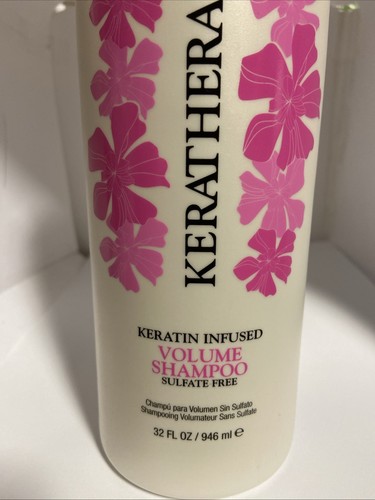 KERATHERA
KERATIN INFUSED
VOLUME
SHAMPOO
SULFATE FREE
Champú para Volumen Sin Sulfato
Shampooing Volumateur Sans Sulfate
32 FL OZ / 946 ml ℮